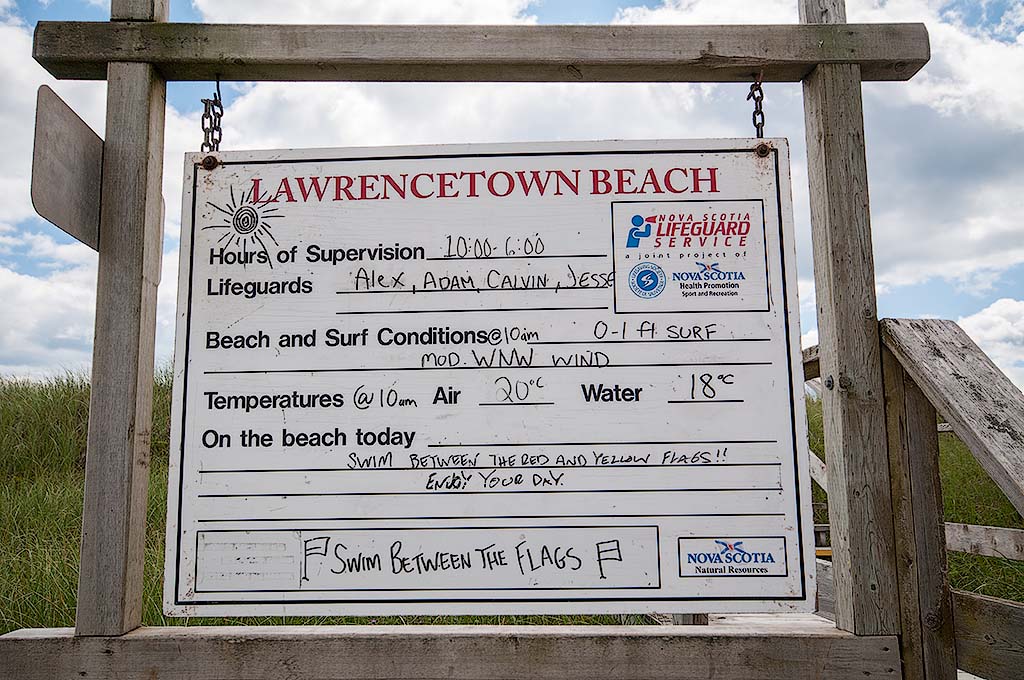 LAWRENCETOWN BEACH
Hours of Supervision 10:00-6:00
Lifeguards Alex, ADAM, CALVIN, JESSE
NOVA SCOTIA
LIFEGUARD
SERVICE
a joint project of
NOVA SCOTIA
Health Promotion
Sport and Recreation
Beach and Surf Conditions @10am 0-1 ft SURF
MOD. WNW WIND
Temperatures @10am Air 20°C Water 18°C
On the beach today
SWIM BETWEEN THE RED AND YELLOW FLAGS!!
ENJOY YOUR DAY.
SWIM BETWEEN THE FLAGS
NOVA SCOTIA
Natural Resources